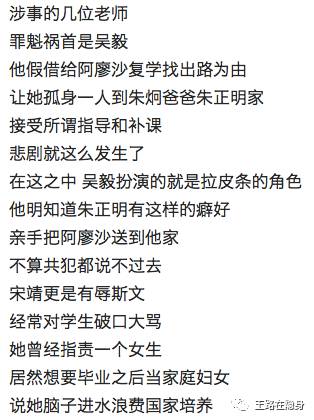 涉事的几位老师
罪魁祸首是吴毅
他假借给阿廖沙复学找出路为由
让她孤身一人到朱炯爸爸朱正明家
接受所谓指导和补课
悲剧就这么发生了
在这之中 吴毅扮演的就是拉皮条的角色
他明知道朱正明有这样的癖好
亲手把阿廖沙送到他家
不算共犯都说不过去
宋靖更是有辱斯文
经常对学生破口大骂
她曾经指责一个女生
居然想要毕业之后当家庭妇女
说她脑子进水浪费国家培养
王路在隐身